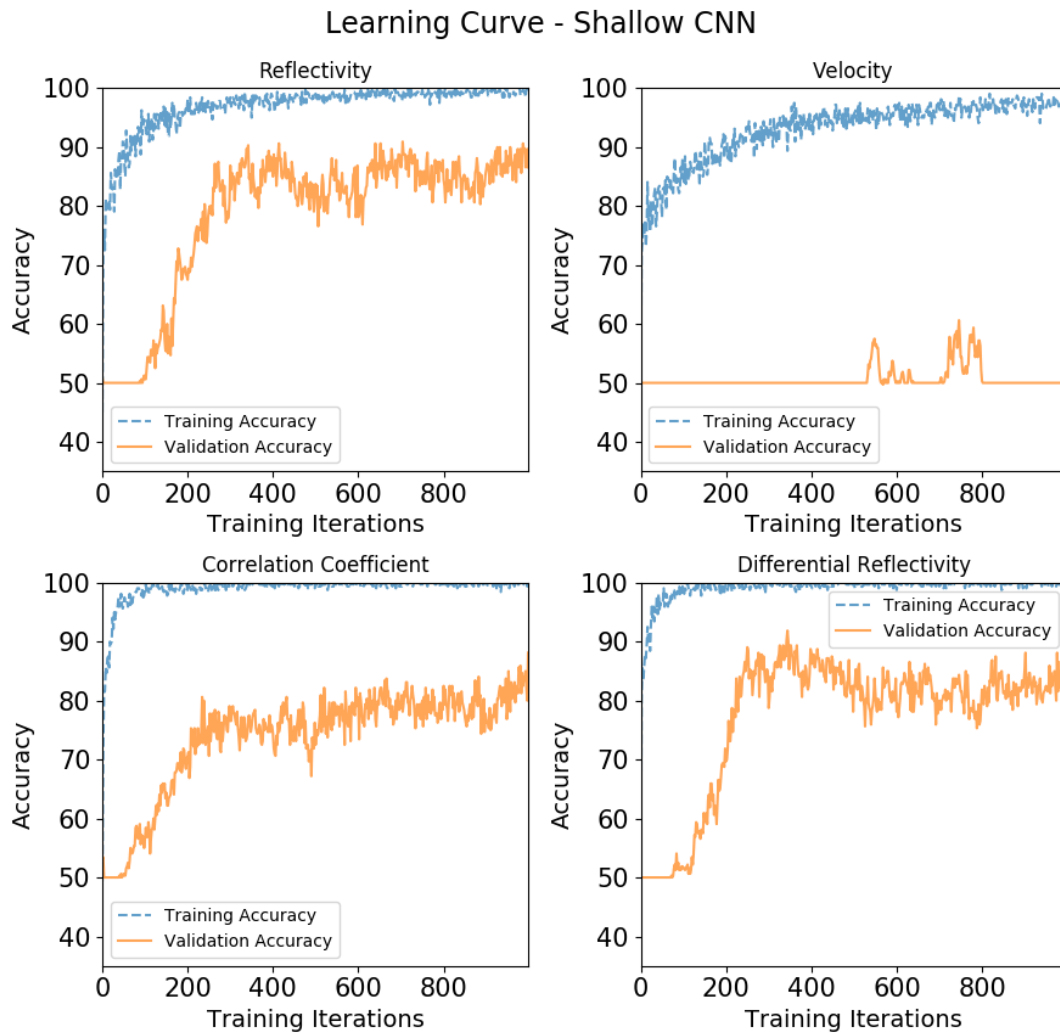 Learning Curve - Shallow CNN
Reflectivity
Accuracy
100
90
80
70
60
50
40
Training Accuracy
Validation Accuracy
0 200 400 600 800
Training Iterations
Velocity
Accuracy
100
90
80
70
60
50
40
Training Accuracy
Validation Accuracy
0 200 400 600 800
Training Iterations
Correlation Coefficient
Accuracy
100
90
80
70
60
50
40
Training Accuracy
Validation Accuracy
0 200 400 600 800
Training Iterations
Differential Reflectivity
Accuracy
100
90
80
70
60
50
40
Training Accuracy
Validation Accuracy
0 200 400 600 800
Training Iterations